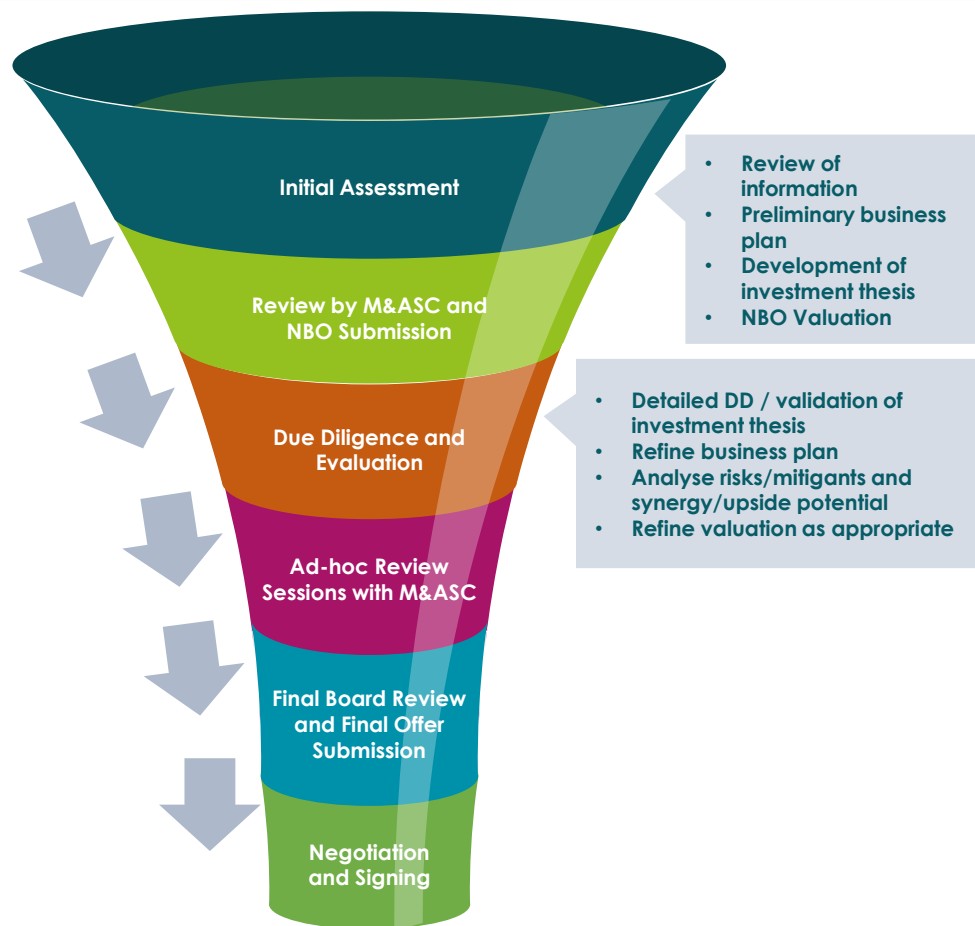 Initial Assessment
• Review of
information
• Preliminary business
plan
• Development of
investment thesis
• NBO Valuation
Review by M&ASC and
NBO Submission
Due Diligence and
Evaluation
• Detailed DD / validation of
investment thesis
• Refine business plan
• Analyse risks/mitigants and
synergy/upside potential
• Refine valuation as appropriate
Ad-hoc Review
Sessions with M&ASC
Final Board Review
and Final Offer
Submission
Negotiation
and Signing